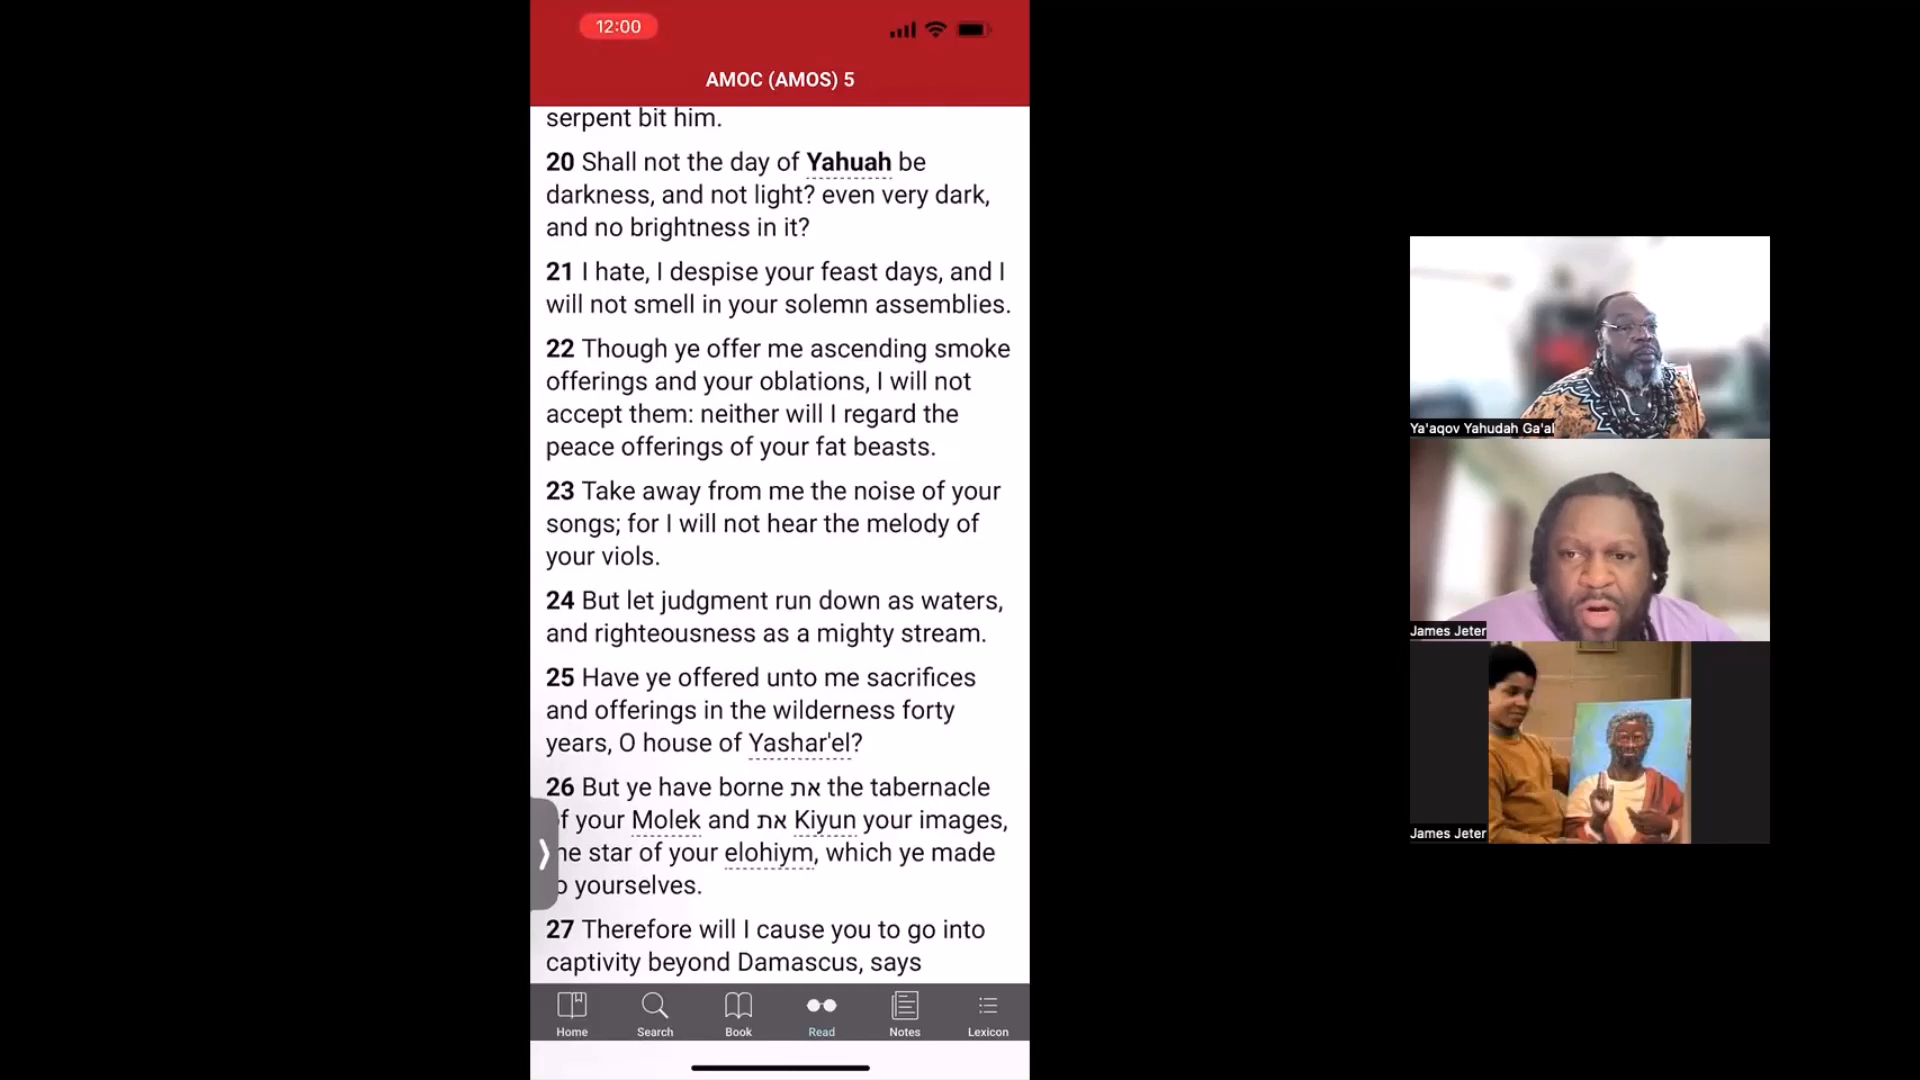 12:00
AMOC (AMOS) 5
serpent bit him.
20 Shall not the day of Yahuah be
darkness, and not light? even very dark,
and no brightness in it?
21 I hate, I despise your feast days, and I
will not smell in your solemn assemblies.
22 Though ye offer me ascending smoke
offerings and your oblations, I will not
accept them: neither will I regard the
peace offerings of your fat beasts.
23 Take away from me the noise of your
songs; for I will not hear the melody of
your viols.
24 But let judgment run down as waters,
and righteousness as a mighty stream.
25 Have ye offered unto me sacrifices
and offerings in the wilderness forty
years, O house of Yashar'el?
26 But ye have borne את the tabernacle
f your Molek and את Kiyun your images,
he star of your elohiym, which ye made
o yourselves.
27 Therefore will I cause you to go into
captivity beyond Damascus, says
Home
Search
Book
Read
Notes
Lexicon
Ya'aqov Yahudah Ga'al
James Jeter
James Jeter